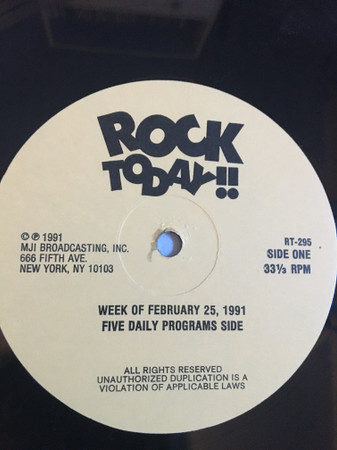 ROCK
TODAY!!
© ℗ 1991
MJI BROADCASTING, INC.
666 FIFTH AVE.
NEW YORK, NY 10103
RT-295
SIDE ONE
33⅓ RPM
WEEK OF FEBRUARY 25, 1991
FIVE DAILY PROGRAMS SIDE
ALL RIGHTS RESERVED
UNAUTHORIZED DUPLICATION IS A
VIOLATION OF APPLICABLE LAWS